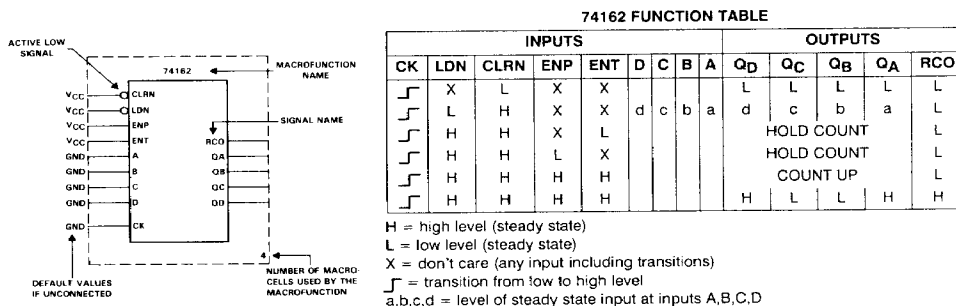 ACTIVE LOW
SIGNAL
74162
MACROFUNCTION
NAME
VCC CLRN
VCC LDN
VCC ENP
SIGNAL NAME
VCC ENT RCO
GND A QA
GND B QB
GND C QC
GND D QD
GND CK
4
DEFAULT VALUES
IF UNCONNECTED
NUMBER OF MACRO-
CELLS USED BY THE
MACROFUNCTION
74162 FUNCTION TABLE
INPUTS OUTPUTS
CK LDN CLRN ENP ENT D C B A QD QC QB QA RCO
X L X X L L L L L
L H X X d c b a d c b a L
H H X L HOLD COUNT L
H H L X HOLD COUNT L
H H H H COUNT UP L
H H H H H L L H H
H = high level (steady state)
L = low level (steady state)
X = don't care (any input including transitions)
= transition from low to high level
a,b,c,d = level of steady state input at inputs A,B,C,D